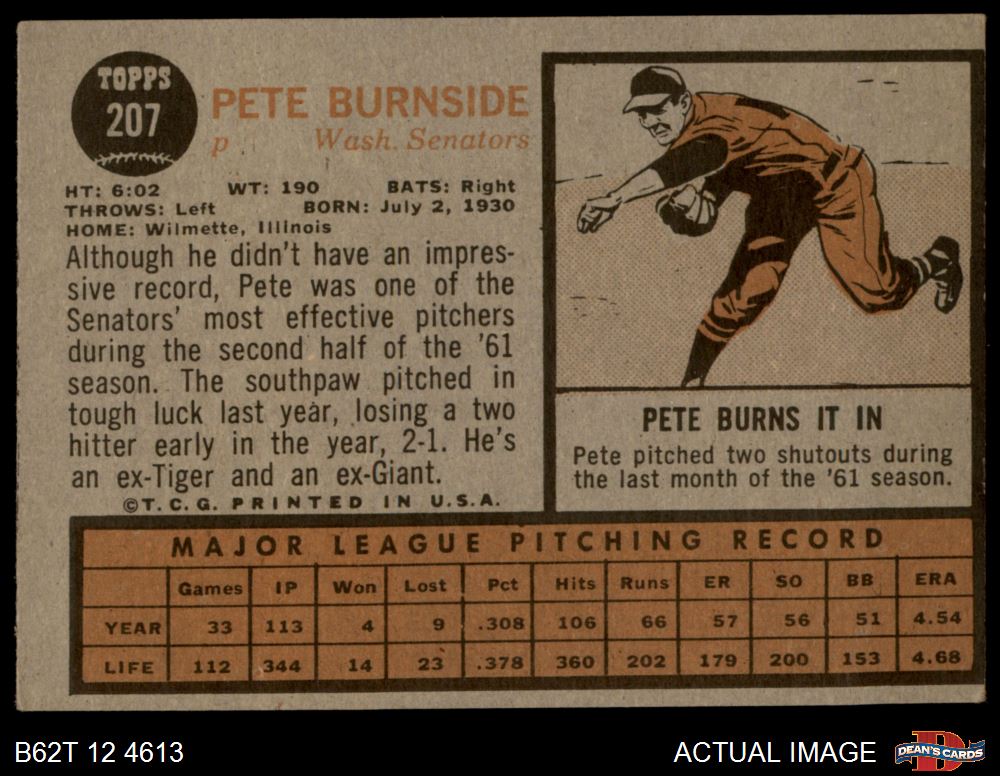 TOPPS
207
PETE BURNSIDE
p Wash. Senators
HT: 6:02 WT: 190 BATS: Right
THROWS: Left BORN: July 2, 1930
HOME: Wilmette, Illinois
Although he didn't have an impres-
sive record, Pete was one of the
Senators' most effective pitchers
during the second half of the '61
season. The southpaw pitched in
tough luck last year, losing a two
hitter early in the year, 2-1. He's
an ex-Tiger and an ex-Giant.
©T.C.G. PRINTED IN U.S.A.
PETE BURNS IT IN
Pete pitched two shutouts during
the last month of the '61 season.
MAJOR LEAGUE PITCHING RECORD
Games IP Won Lost Pct Hits Runs ER SO BB ERA
YEAR 33 113 4 9 .308 106 66 57 56 51 4.54
LIFE 112 344 14 23 .378 360 202 179 200 153 4.68
B62T 12 4613
ACTUAL IMAGE
D
DEAN'S CARDS